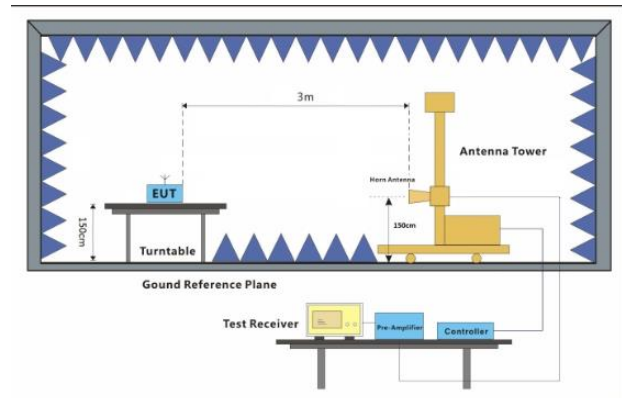 3m
Antenna Tower
Horn Antenna
EUT
150cm
150cm
Turntable
Gound Reference Plane
Test Receiver
Pre-Amplifier
Controller